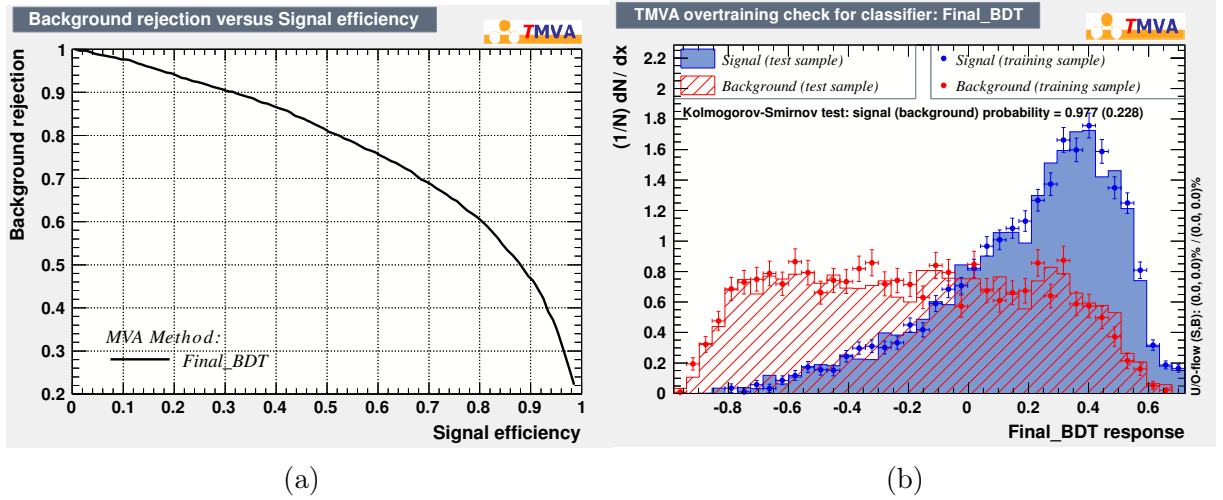 Background rejection versus Signal efficiency
TMVA
Background rejection
1
0.9
0.8
0.7
0.6
0.5
0.4
0.3
0.2
MVA Method:
Final_BDT
0 0.1 0.2 0.3 0.4 0.5 0.6 0.7 0.8 0.9 1
Signal efficiency
(a)
TMVA overtraining check for classifier: Final_BDT
TMVA
(1/N) dN/ dx
2.2
2
1.8
1.6
1.4
1.2
1
0.8
0.6
0.4
0.2
0
Signal (test sample)
Background (test sample)
Signal (training sample)
Background (training sample)
Kolmogorov-Smirnov test: signal (background) probability = 0.977 (0.228)
U/O-flow (S,B): (0.0, 0.0)% / (0.0, 0.0)%
-0.8 -0.6 -0.4 -0.2 0 0.2 0.4 0.6
Final_BDT response
(b)